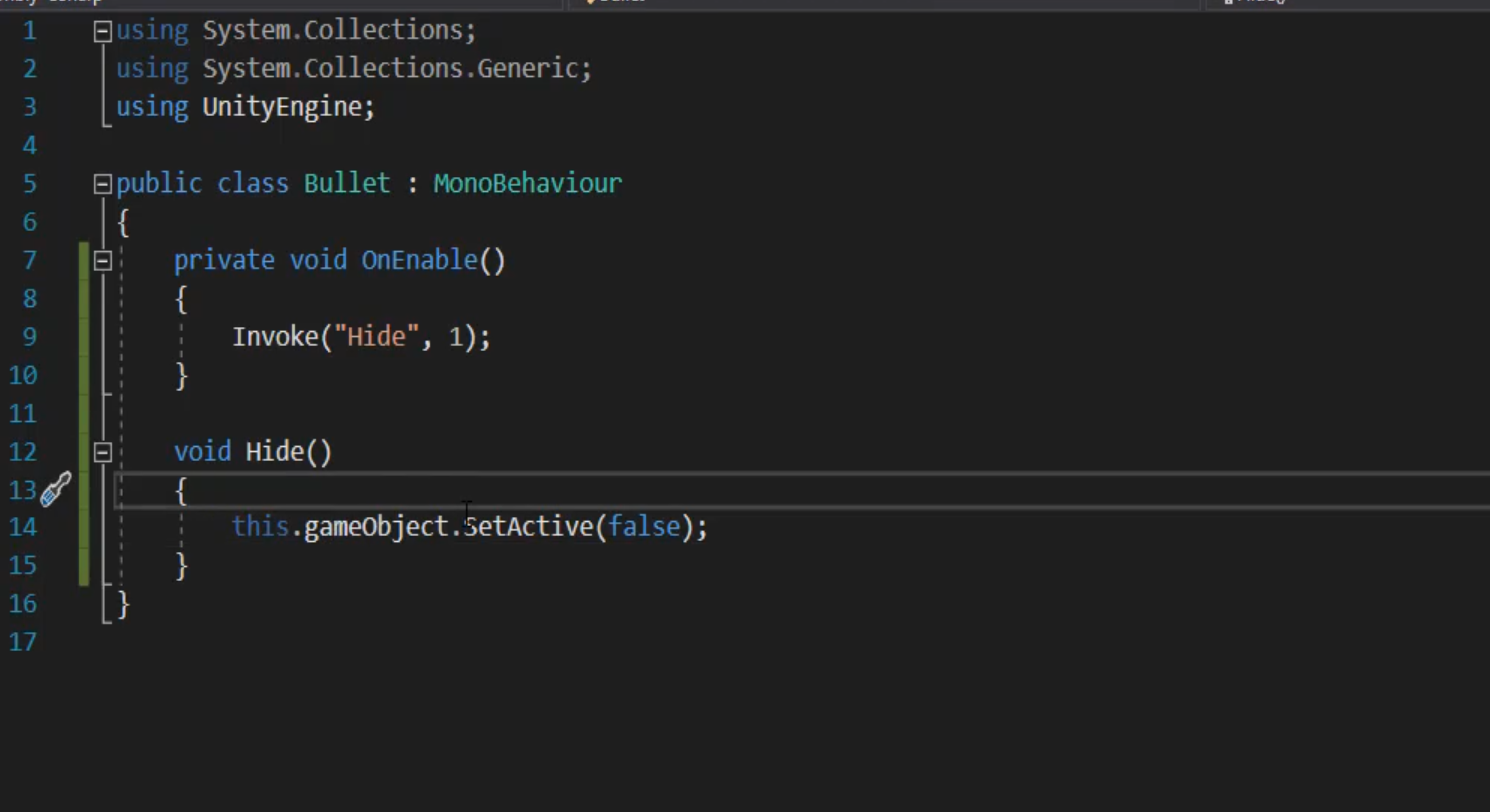 1 using System.Collections;
2 using System.Collections.Generic;
3 using UnityEngine;
4
5 public class Bullet : MonoBehaviour
6 {
7 private void OnEnable()
8 {
9 Invoke("Hide", 1);
10 }
11
12 void Hide()
13 {
14 this.gameObject.SetActive(false);
15 }
16 }
17